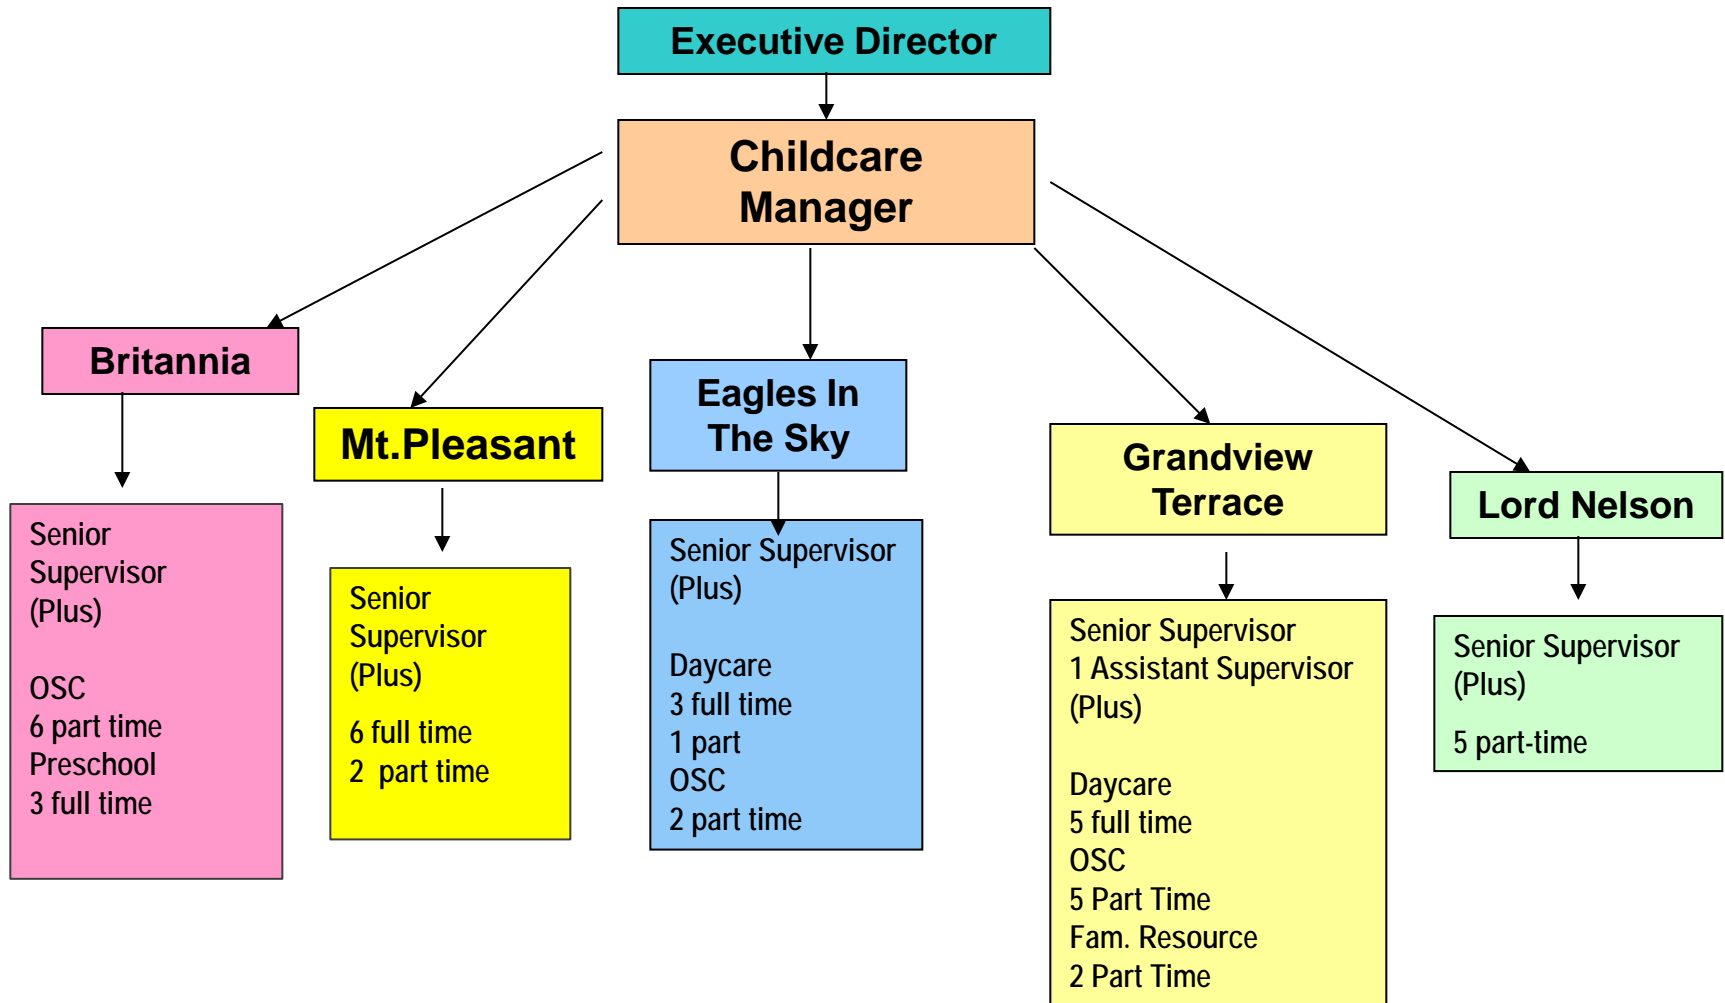 Executive Director
Childcare
Manager
Britannia
Mt.Pleasant
Eagles In
The Sky
Grandview
Terrace
Lord Nelson
Senior
Supervisor
(Plus)
OSC
6 part time
Preschool
3 full time
Senior
Supervisor
(Plus)
6 full time
2 part time
Senior Supervisor
(Plus)
Daycare
3 full time
1 part
OSC
2 part time
Senior Supervisor
1 Assistant Supervisor
(Plus)
Daycare
5 full time
OSC
5 Part Time
Fam. Resource
2 Part Time
Senior Supervisor
(Plus)
5 part-time